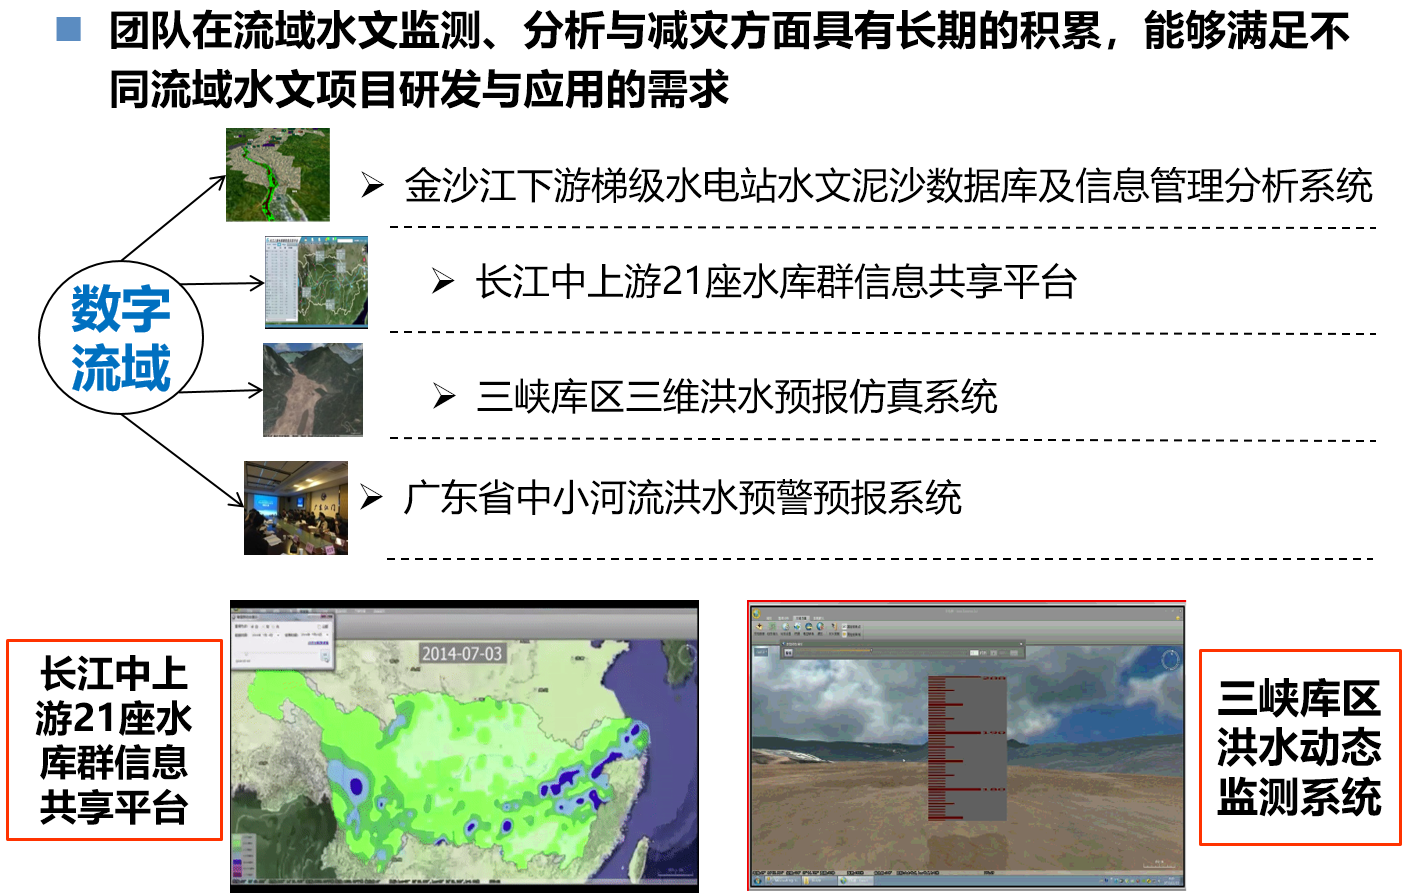 团队在流域水文监测、分析与减灾方面具有长期的积累，能够满足不
同流域水文项目研发与应用的需求
数字
流域
金沙江下游梯级水电站水文泥沙数据库及信息管理分析系统
长江中上游21座水库群信息共享平台
三峡库区三维洪水预报仿真系统
广东省中小河流洪水预警预报系统
长江中上
游21座水
库群信息
共享平台
2014-07-03
三峡库区
洪水动态
监测系统